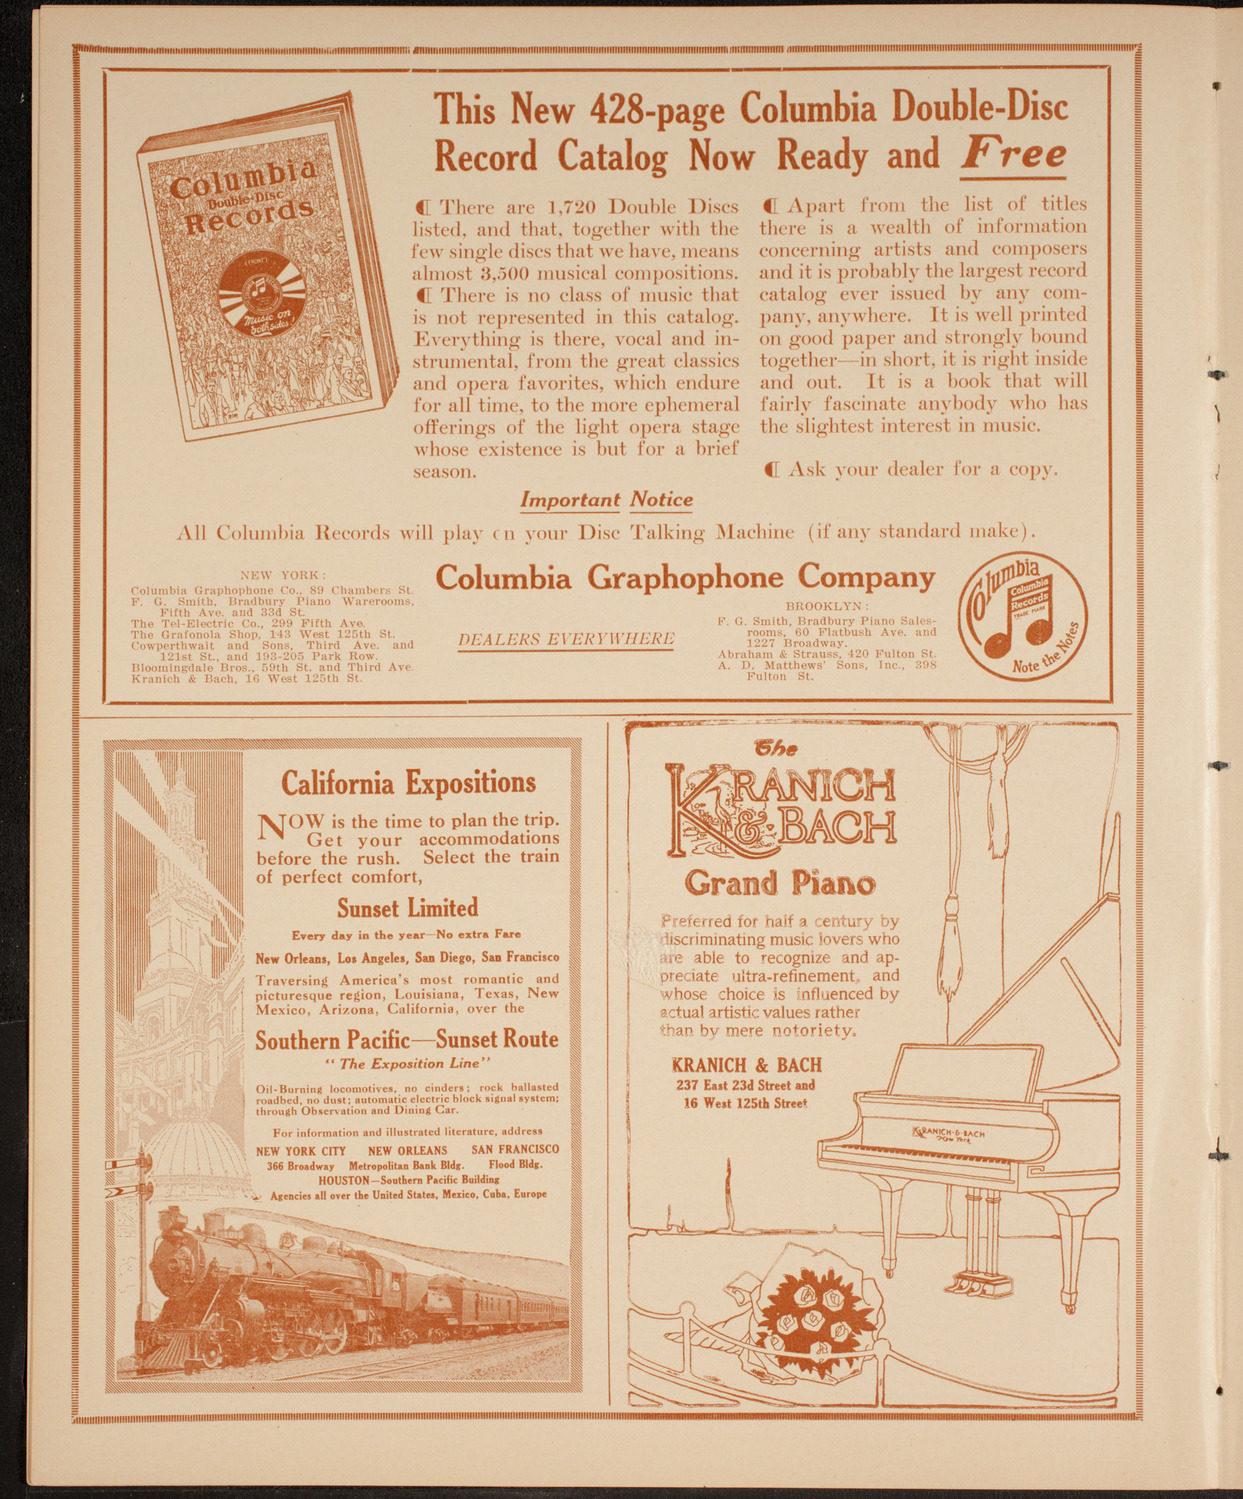 This New 428-page Columbia Double-Disc
Record Catalog Now Ready and Free
Columbia
Double-Disc
Records
Music on
both sides!
¶ There are 1,720 Double Discs
listed, and that, together with the
few single discs that we have, means
almost 3,500 musical compositions.
¶ There is no class of music that
is not represented in this catalog.
Everything is there, vocal and in-
strumental, from the great classics
and opera favorites, which endure
for all time, to the more ephemeral
offerings of the light opera stage
whose existence is but for a brief
season.
¶ Apart from the list of titles
there is a wealth of information
concerning artists and composers
and it is probably the largest record
catalog ever issued by any com-
pany, anywhere. It is well printed
on good paper and strongly bound
together—in short, it is right inside
and out. It is a book that will
fairly fascinate anybody who has
the slightest interest in music.
¶ Ask your dealer for a copy.
Important Notice
All Columbia Records will play on your Disc Talking Machine (if any standard make).
NEW YORK:
Columbia Graphophone Co., 89 Chambers St.
F. G. Smith, Bradbury Piano Warerooms,
Fifth Ave. and 33d St.
The Tel-Electric Co., 299 Fifth Ave.
The Grafonola Shop, 143 West 125th St.
Cowperthwait and Sons, Third Ave. and
121st St., and 193-205 Park Row.
Bloomingdale Bros., 59th St. and Third Ave.
Kranich & Bach, 16 West 125th St.
Columbia Graphophone Company
DEALERS EVERYWHERE
BROOKLYN:
F. G. Smith, Bradbury Piano Sales-
rooms, 60 Flatbush Ave. and
1227 Broadway.
Abraham & Strauss, 420 Fulton St.
A. D. Matthews' Sons, Inc., 398
Fulton St.
Columbia
Columbia
Records
TRADE MARK
Note the Notes
California Expositions
NOW is the time to plan the trip.
Get your accommodations
before the rush. Select the train
of perfect comfort,
Sunset Limited
Every day in the year—No extra Fare
New Orleans, Los Angeles, San Diego, San Francisco
Traversing America's most romantic and
picturesque region, Louisiana, Texas, New
Mexico, Arizona, California, over the
Southern Pacific—Sunset Route
"The Exposition Line"
Oil-Burning locomotives, no cinders; rock ballasted
roadbed, no dust; automatic electric block signal system;
through Observation and Dining Car.
For information and illustrated literature, address
NEW YORK CITY NEW ORLEANS SAN FRANCISCO
366 Broadway Metropolitan Bank Bldg. Flood Bldg.
HOUSTON—Southern Pacific Building
Agencies all over the United States, Mexico, Cuba, Europe
The
KRANICH
& BACH
Grand Piano
Preferred for half a century by
discriminating music lovers who
are able to recognize and ap-
preciate ultra-refinement, and
whose choice is influenced by
actual artistic values rather
than by mere notoriety.
KRANICH & BACH
237 East 23d Street and
16 West 125th Street
KRANICH-&-BACH
New York